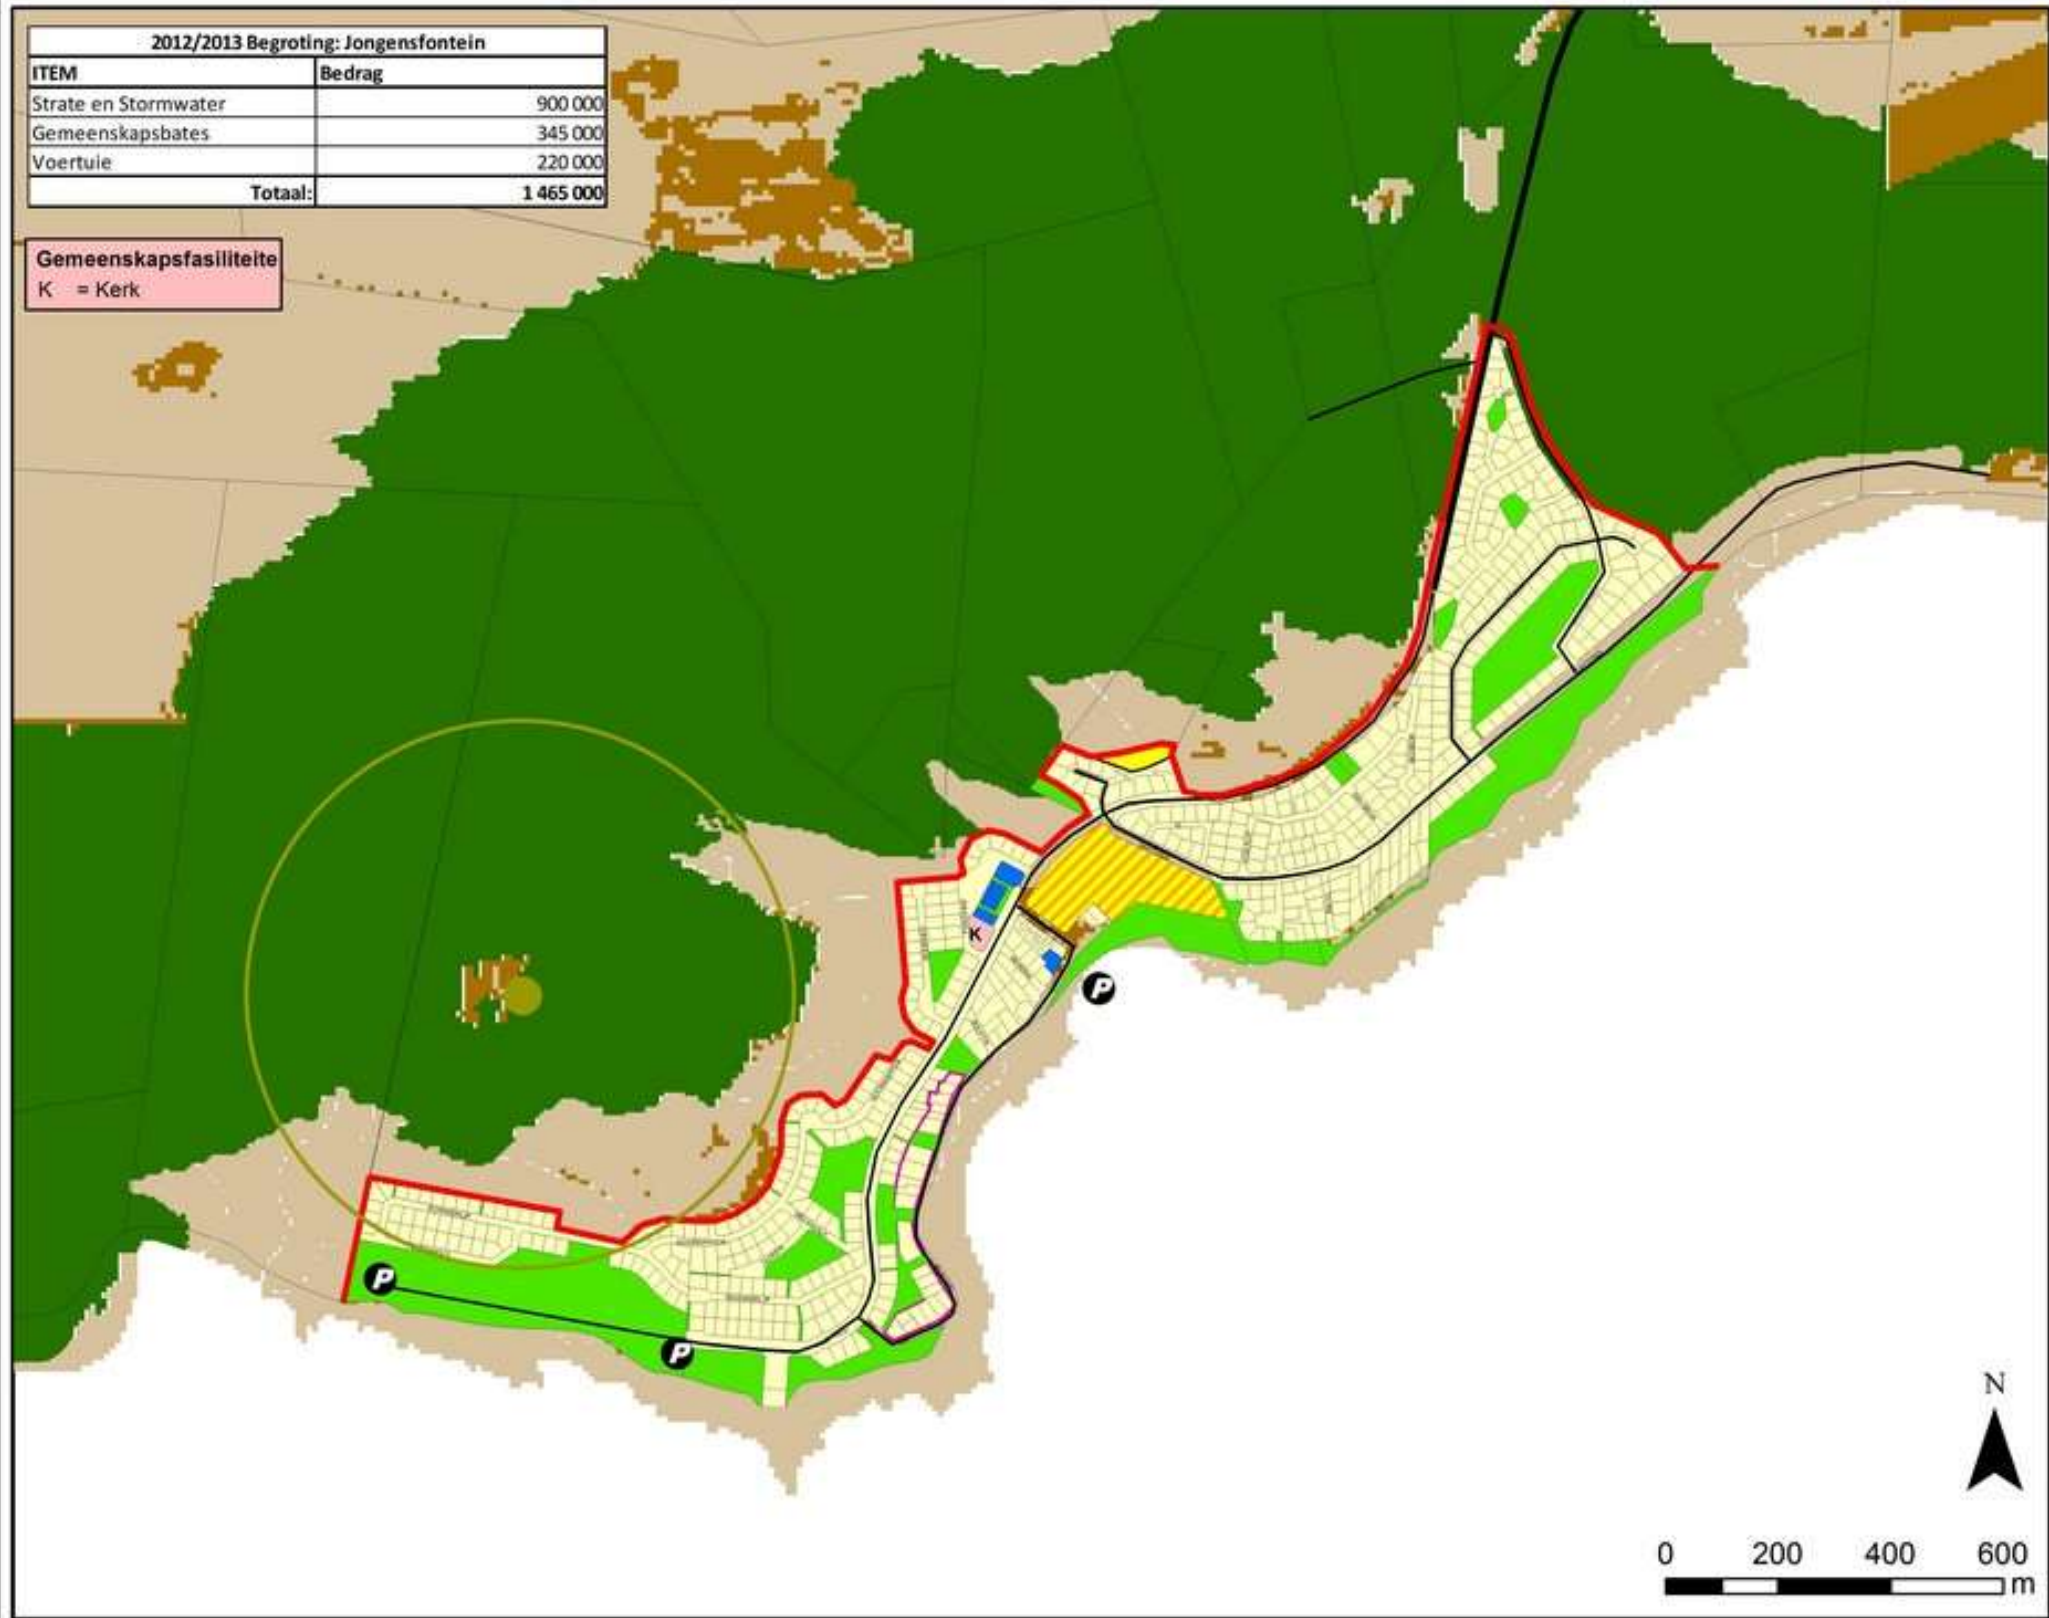 2012/2013 Begroting: Jongensfontein
ITEM Bedrag
Strate en Stormwater 900 000
Gemeenskapsbates 345 000
Voertuie 220 000
Totaal: 1 465 000
Gemeenskapsfasiliteite
K = Kerk
K
P
P
P
N
0 200 400 600
m